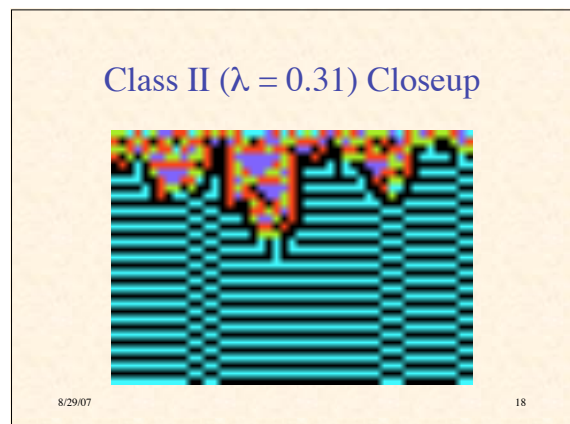 Class II (λ = 0.31) Closeup
8/29/07
18